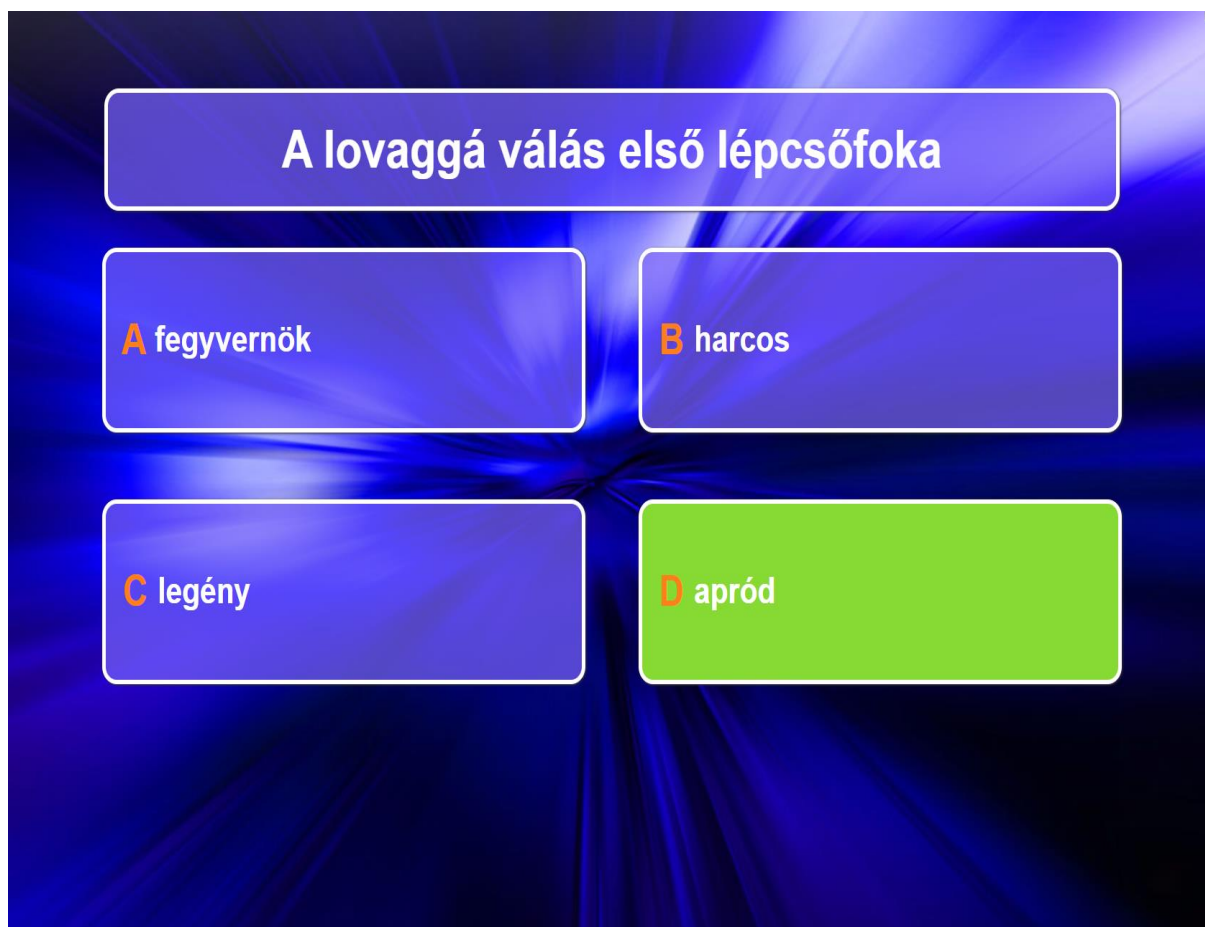 A lovaggá válás első lépcsőfoka
A fegyvernök
B harcos
C legény
D apród